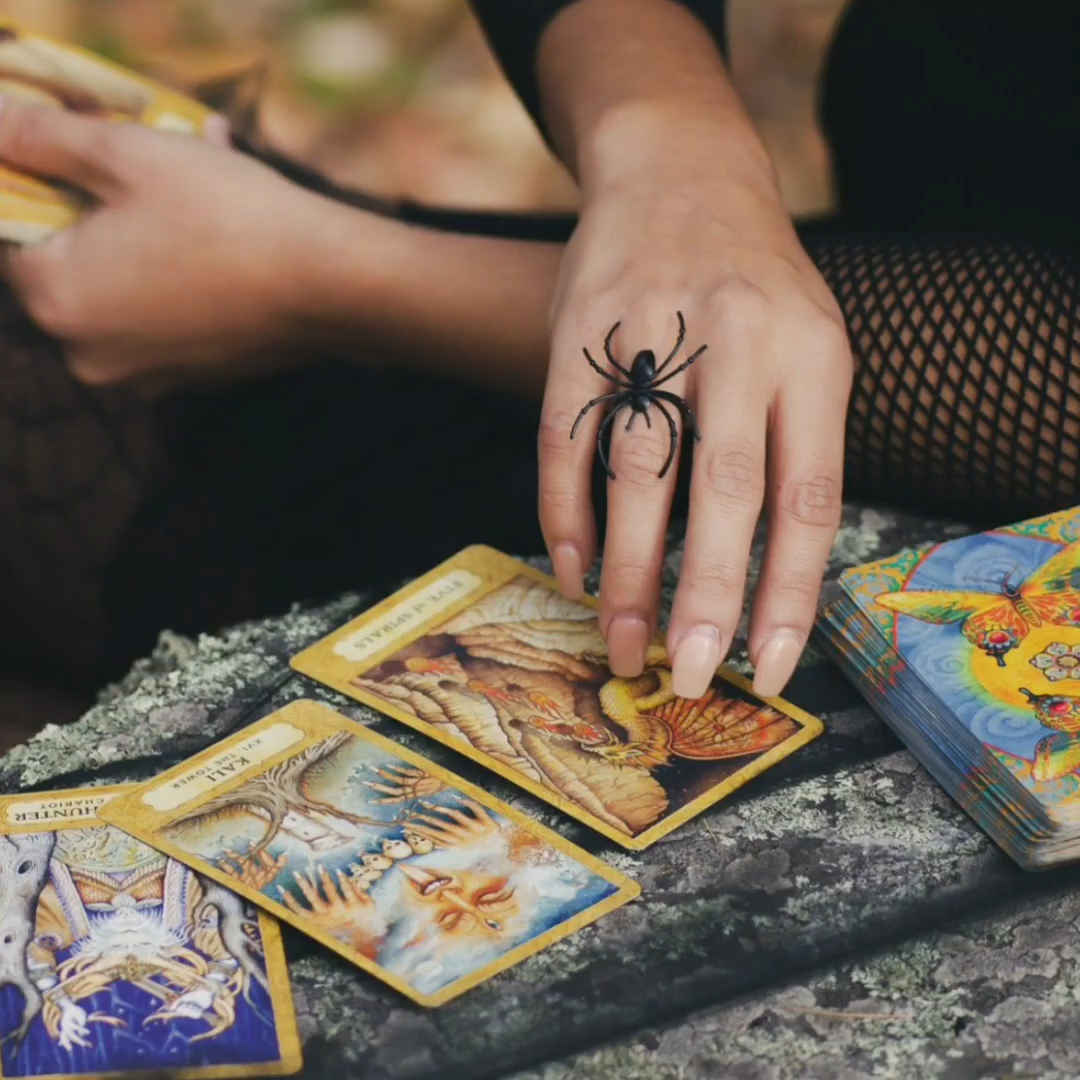 FIVE of SPIRALS
KALI
XVI. THE TOWER
HUNTER
CHARIOT